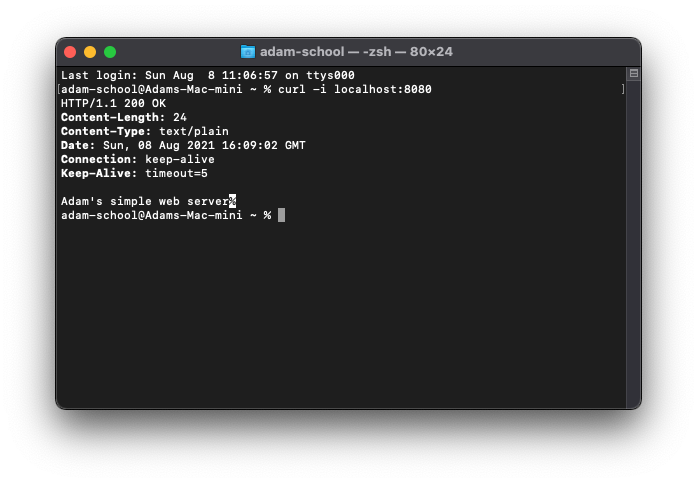 adam-school — -zsh — 80×24
Last login: Sun Aug  8 11:06:57 on ttys000
[adam-school@Adams-Mac-mini ~ % curl -i localhost:8080 ]
HTTP/1.1 200 OK
Content-Length: 24
Content-Type: text/plain
Date: Sun, 08 Aug 2021 16:09:02 GMT
Connection: keep-alive
Keep-Alive: timeout=5
Adam's simple web server%
adam-school@Adams-Mac-mini ~ %